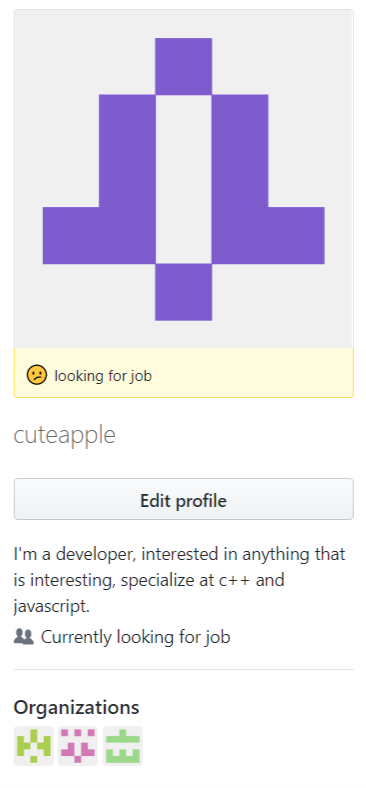 looking for job
cuteapple
Edit profile
I'm a developer, interested in anything that
is interesting, specialize at c++ and
javascript.
Currently looking for job
Organizations